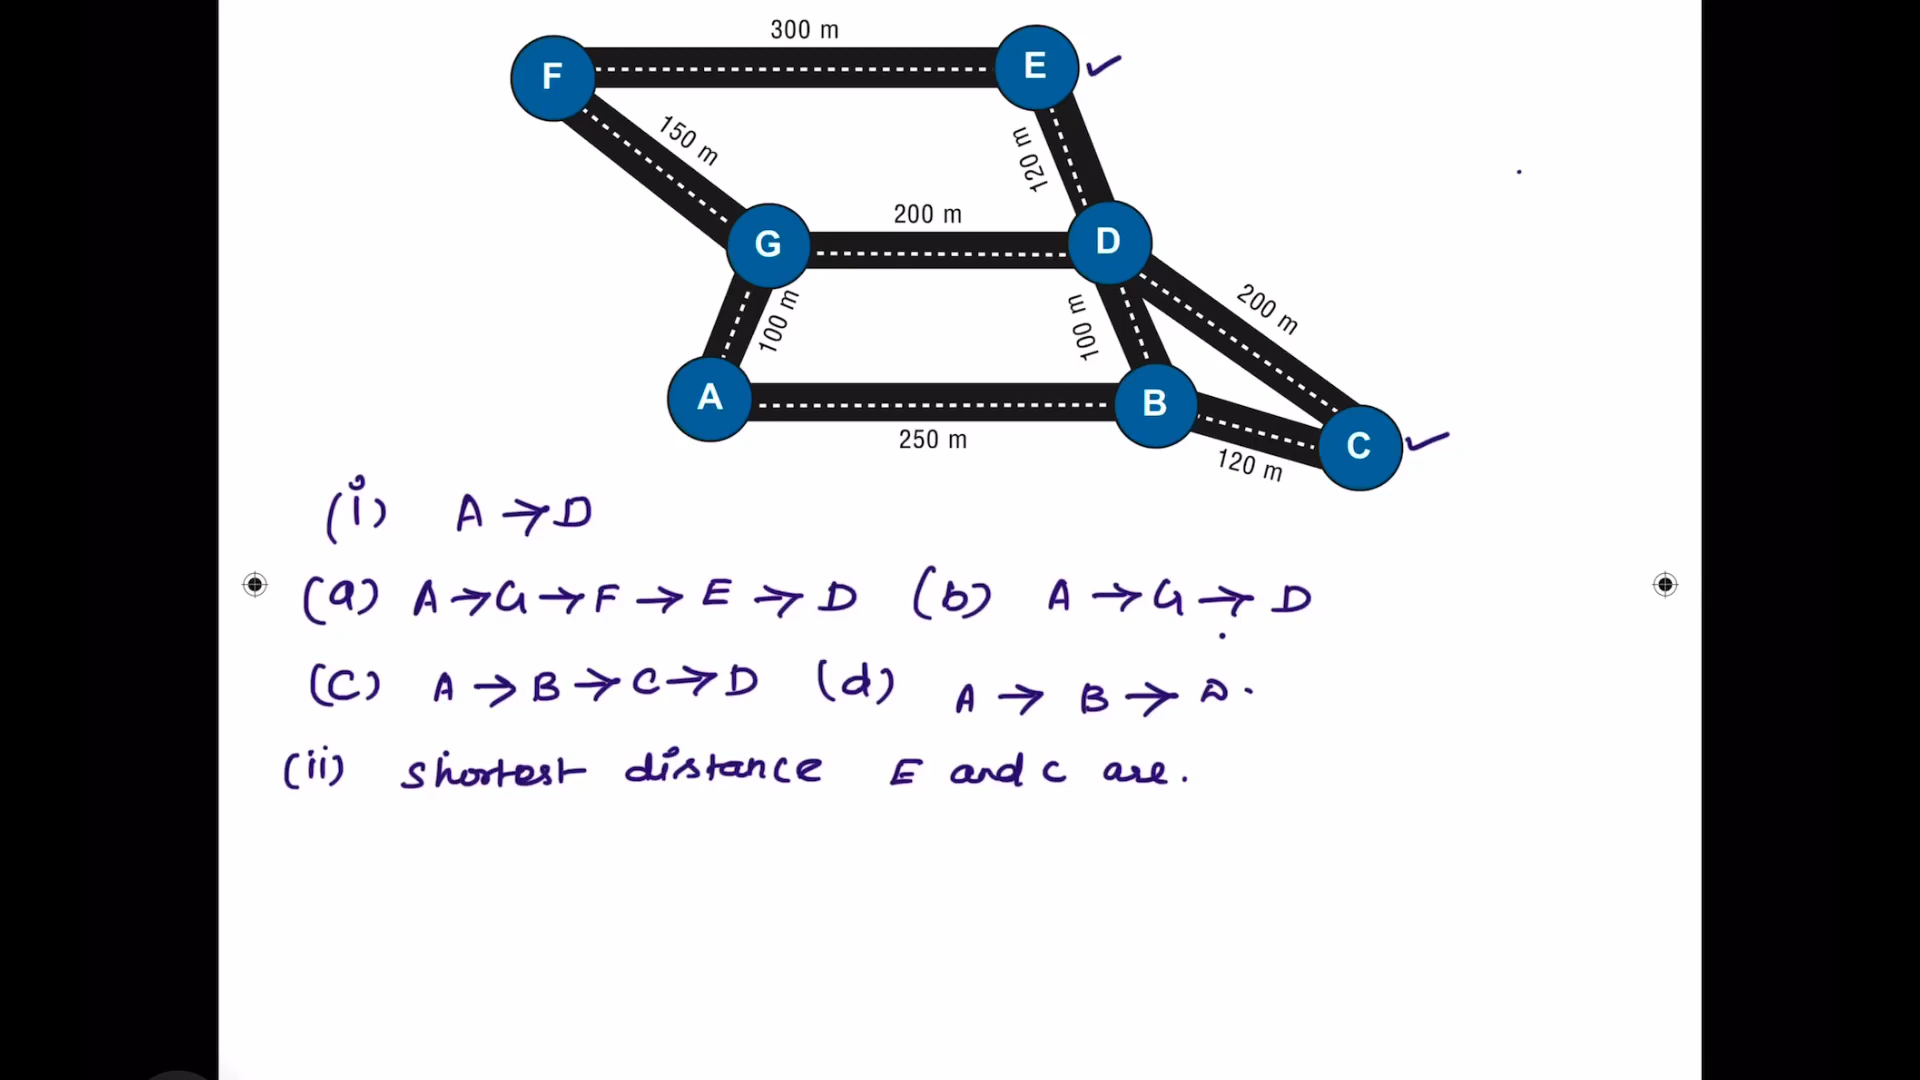 300 m
F
E
150 m
120 m
200 m
G
D
100 m
100 m
200 m
A
B
C
250 m
120 m
(i) A → D
(a) A → G → F → E → D (b) A → G → D
(C) A → B → C → D (d) A → B → D.
(ii) shortest distance E and C are.